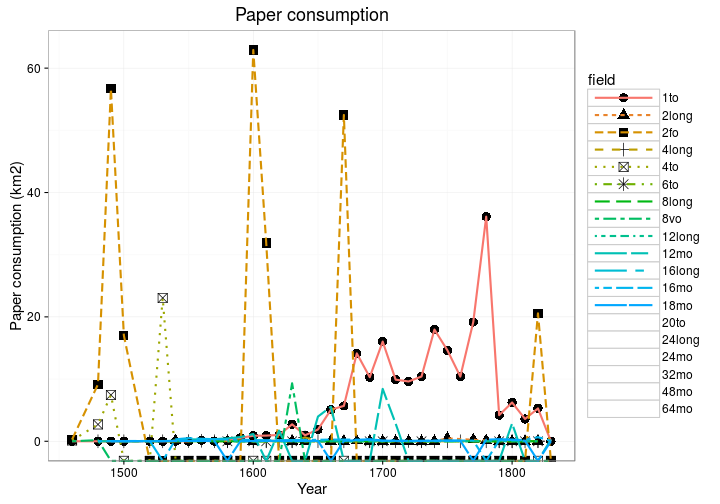 Paper consumption
Paper consumption (km2)
60
40
20
0
1500
1600
1700
1800
Year
field
1to
2long
2fo
4long
4to
6to
8long
8vo
12long
12mo
16long
16mo
18mo
20to
24long
24mo
32mo
48mo
64mo